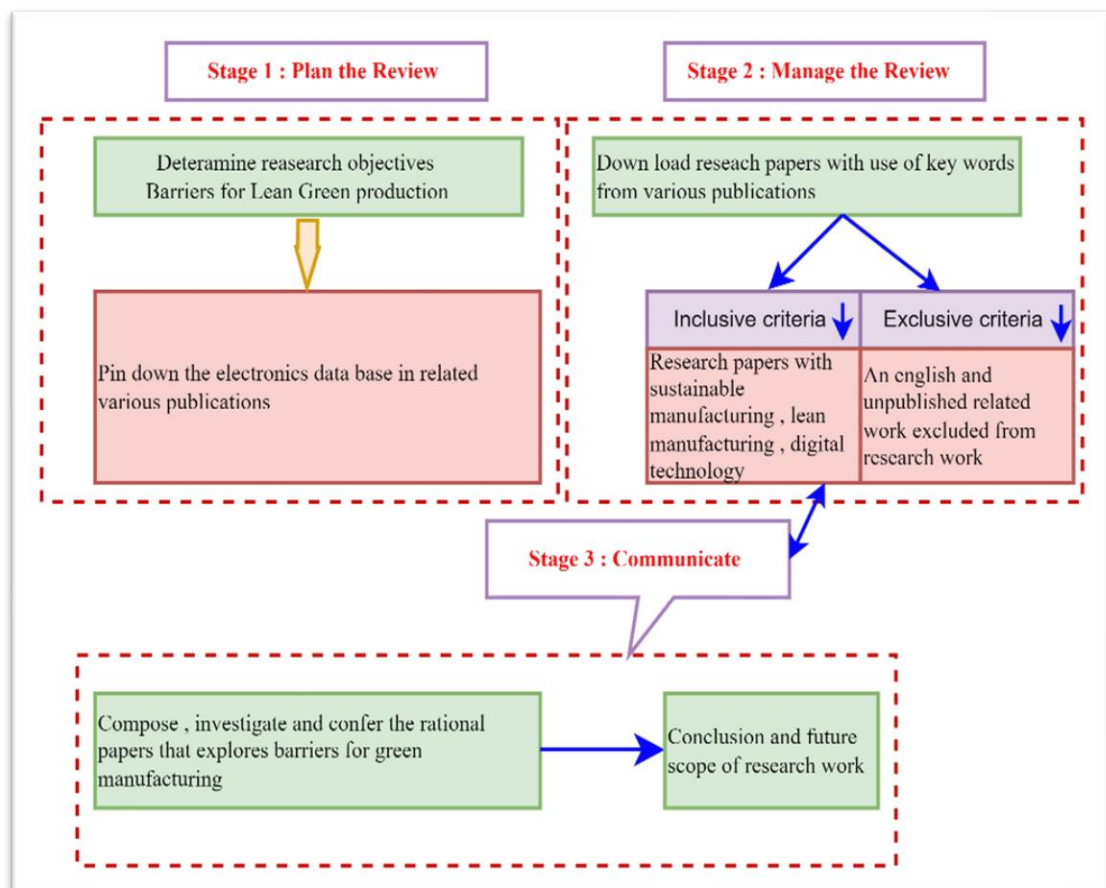 Stage 1 : Plan the Review
Deteramine reasearch objectives
Barriers for Lean Green production
Pin down the electronics data base in related
various publications
Stage 2 : Manage the Review
Down load reseach papers with use of key words
from various publications
Inclusive criteria
Research papers with
sustainable
manufacturing , lean
manufacturing , digital
technology
Exclusive criteria
An english and
unpublished related
work excluded from
research work
Stage 3 : Communicate
Compose , investigate and confer the rational
papers that explores barriers for green
manufacturing
Conclusion and future
scope of research work